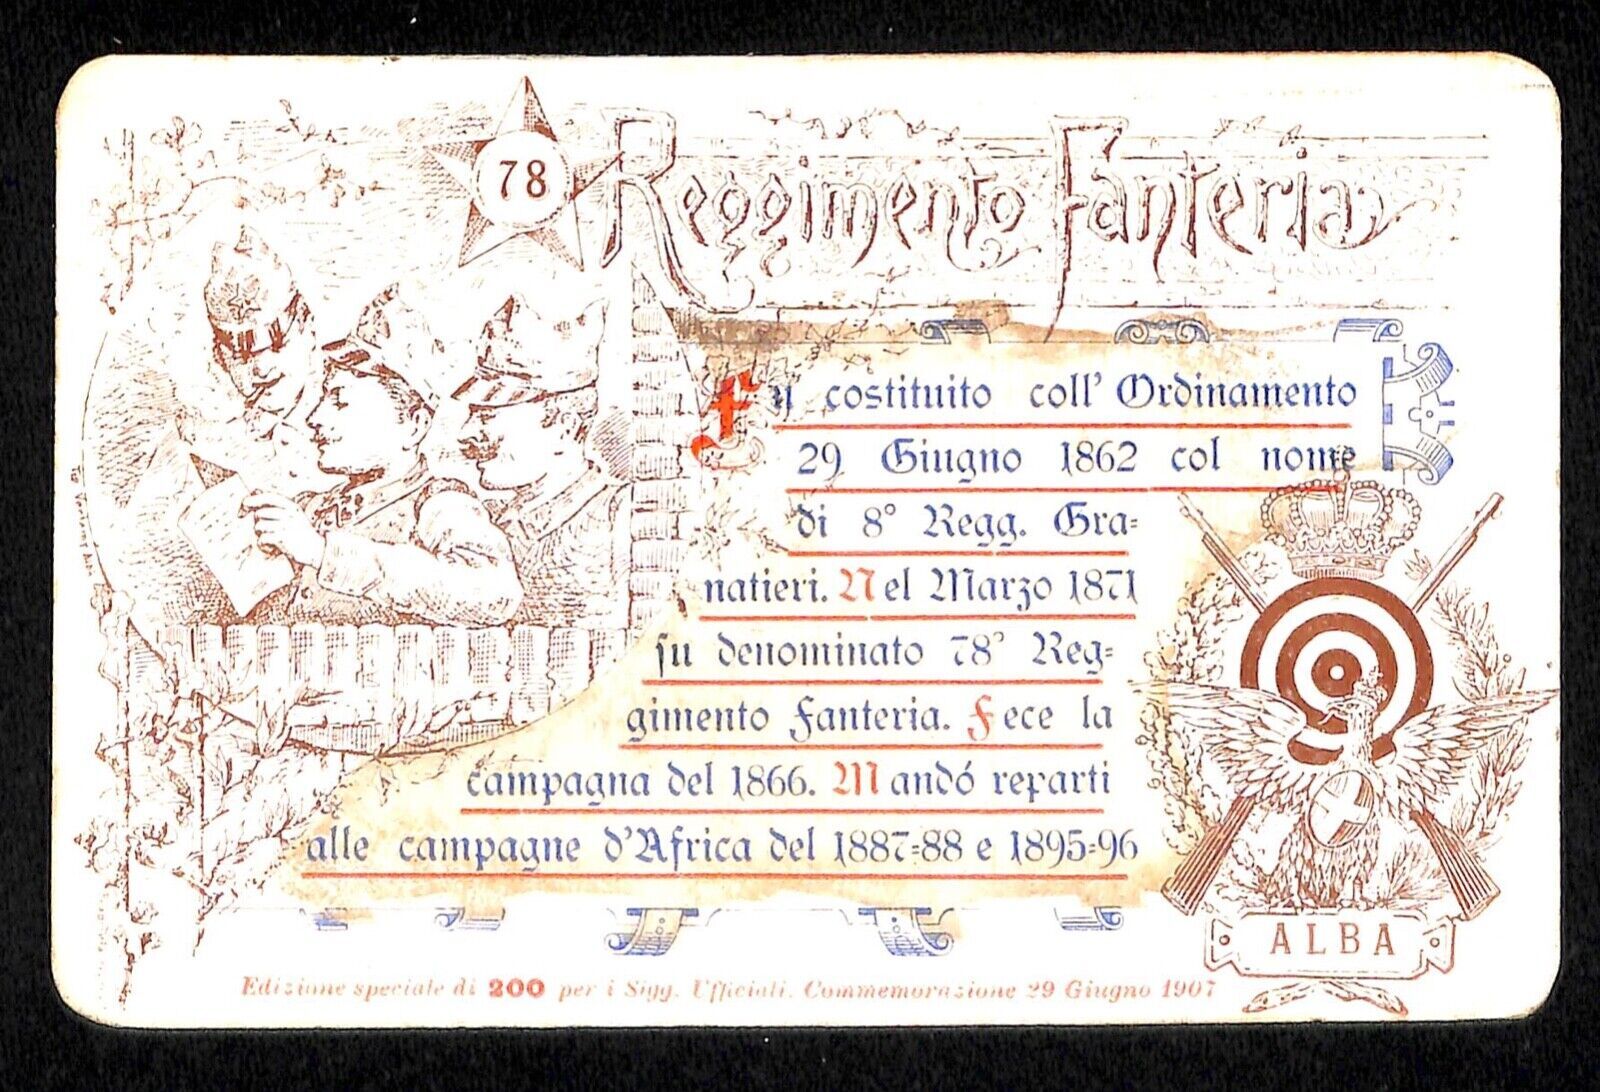 78 Reggimento Fanteria
Fu costituito coll' Ordinamento
29 Giugno 1862 col nome
di 8° Regg. Gra=
natieri. Nel Marzo 1871
fu denominato 78° Reg=
gimento Fanteria. Fece la
campagna del 1866. Mandó reparti
alle campagne d'Africa del 1887=88 e 1895=96
ALBA
Edizione speciale di 200 per i Sigg. Ufficiali. Commemorazione 29 Giugno 1907